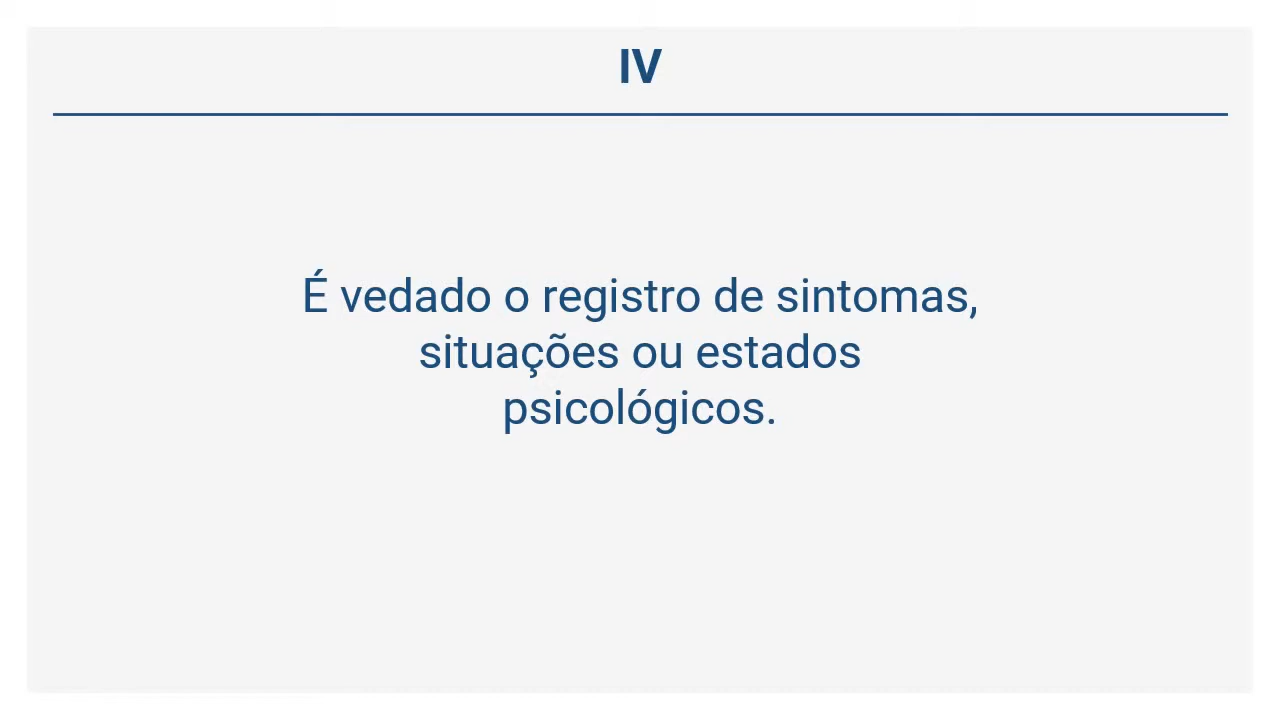 IV
É vedado o registro de sintomas,
situações ou estados
psicológicos.